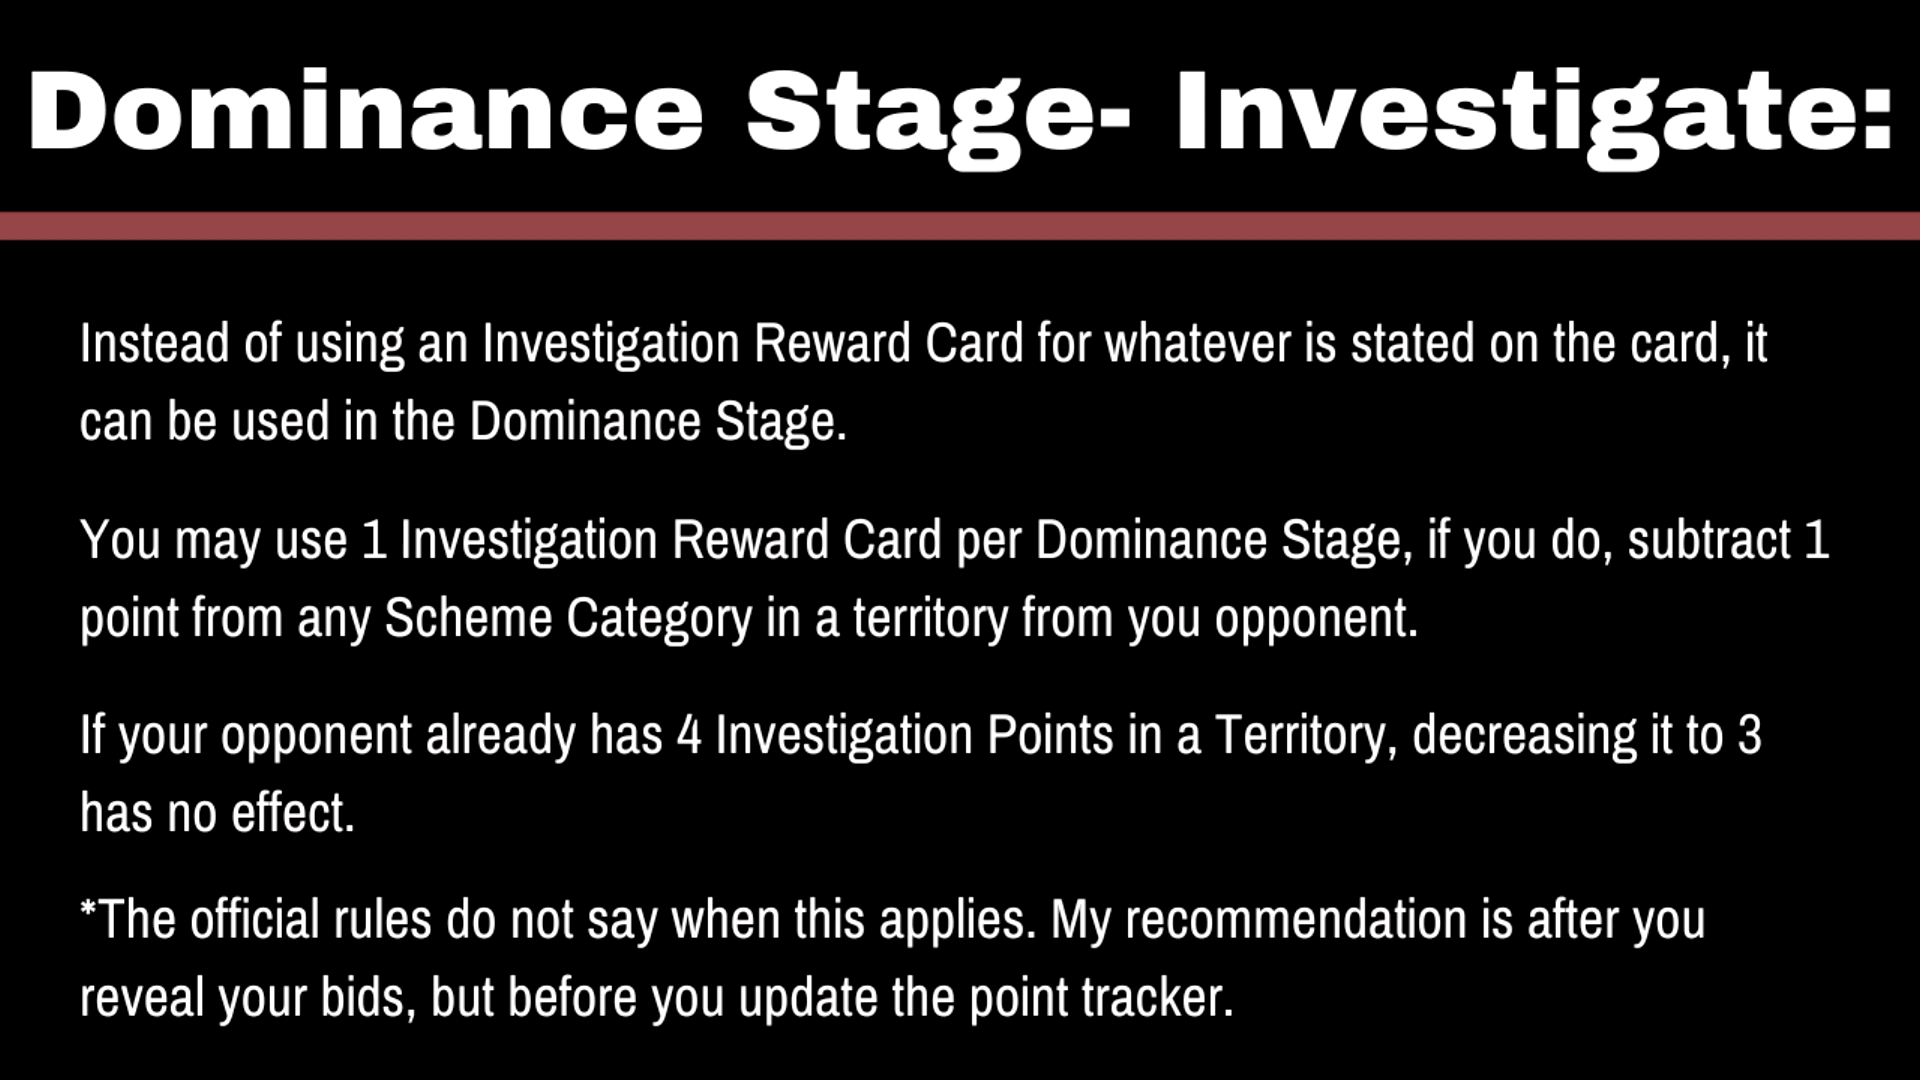 Dominance Stage- Investigate:
Instead of using an Investigation Reward Card for whatever is stated on the card, it
can be used in the Dominance Stage.
You may use 1 Investigation Reward Card per Dominance Stage, if you do, subtract 1
point from any Scheme Category in a territory from you opponent.
If your opponent already has 4 Investigation Points in a Territory, decreasing it to 3
has no effect.
*The official rules do not say when this applies. My recommendation is after you
reveal your bids, but before you update the point tracker.